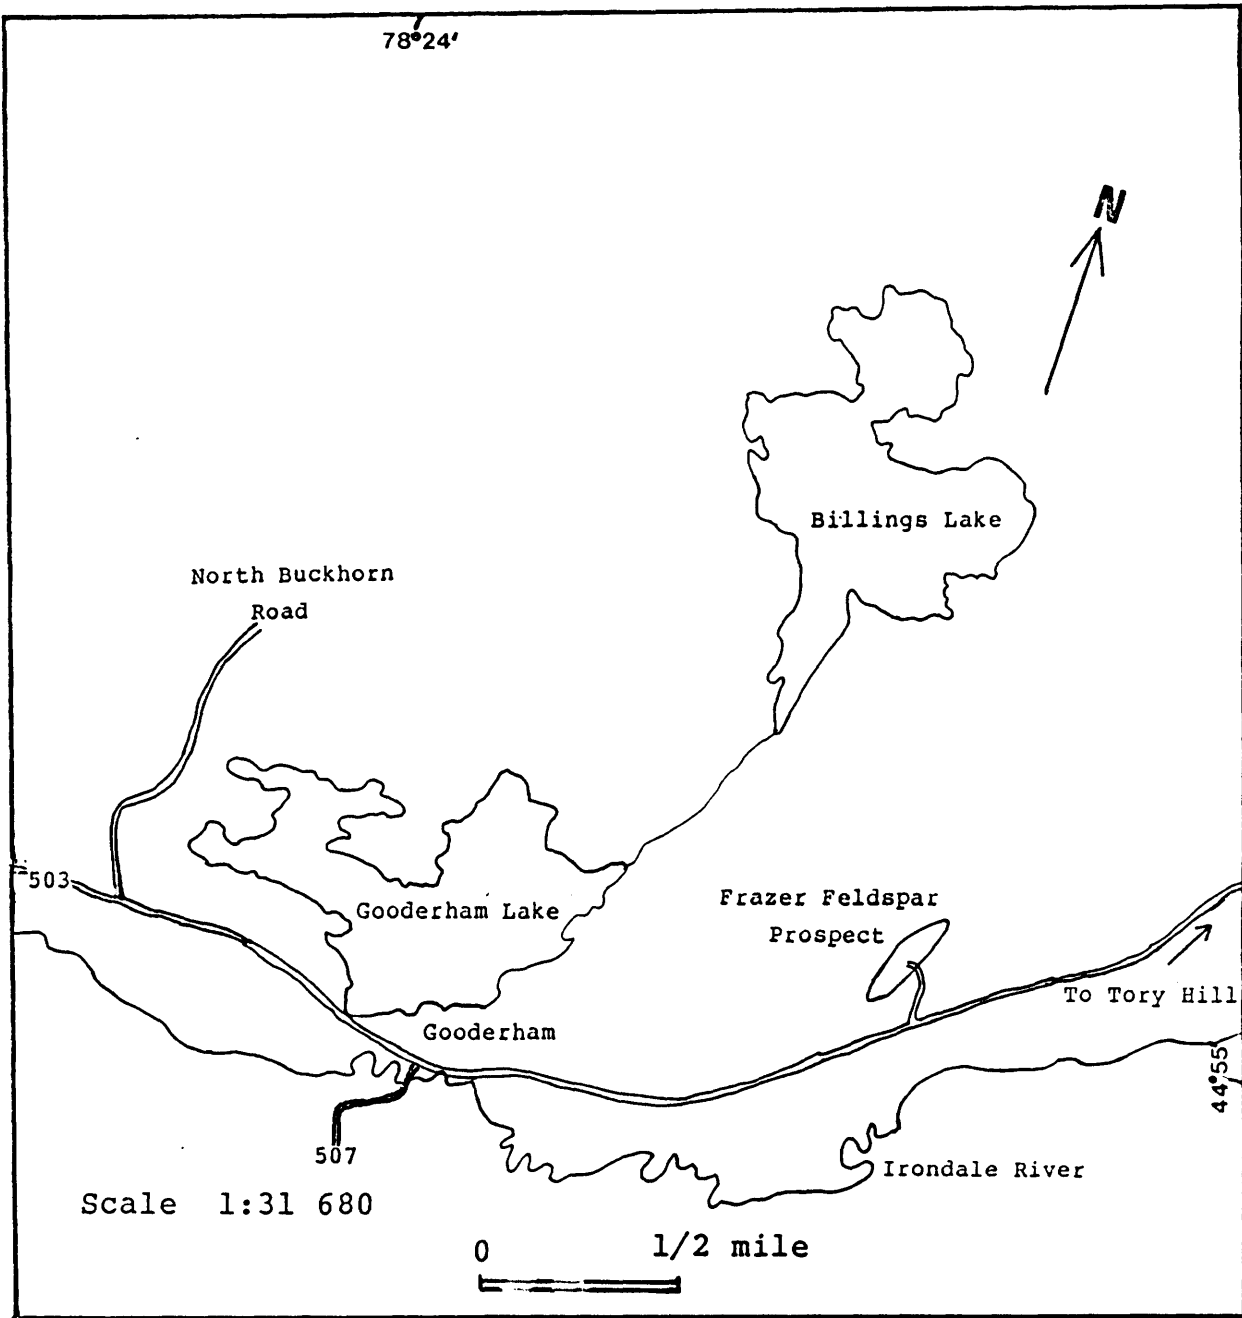 78°24'
N
Billings Lake
North Buckhorn
Road
503
Frazer Feldspar
Prospect
Gooderham Lake
To Tory Hill
Gooderham
44°55'
507
Irondale River
Scale 1:31 680
0 1/2 mile